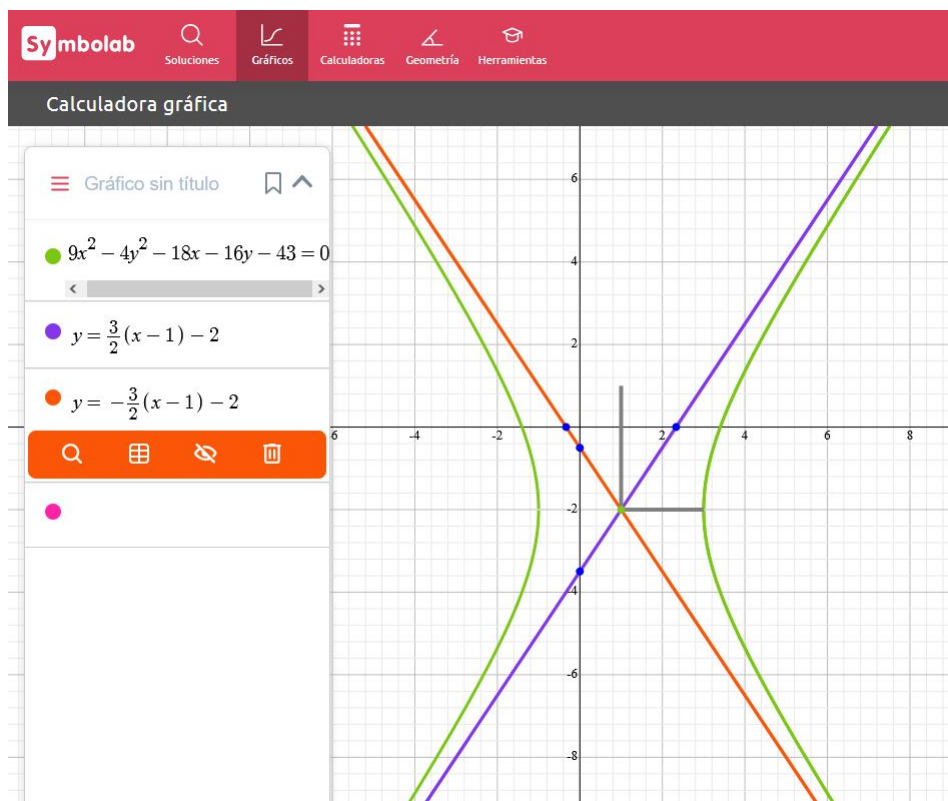 Symbolab
Soluciones
Gráficos
Calculadoras
Geometría
Herramientas
Calculadora gráfica
Gráfico sin título
9x² − 4y² − 18x − 16y − 43 = 0
y = 3/2 (x − 1) − 2
y = −3/2 (x − 1) − 2
6
4
2
6 -4 -2 2 4 6 8
-2
-4
-6
-8